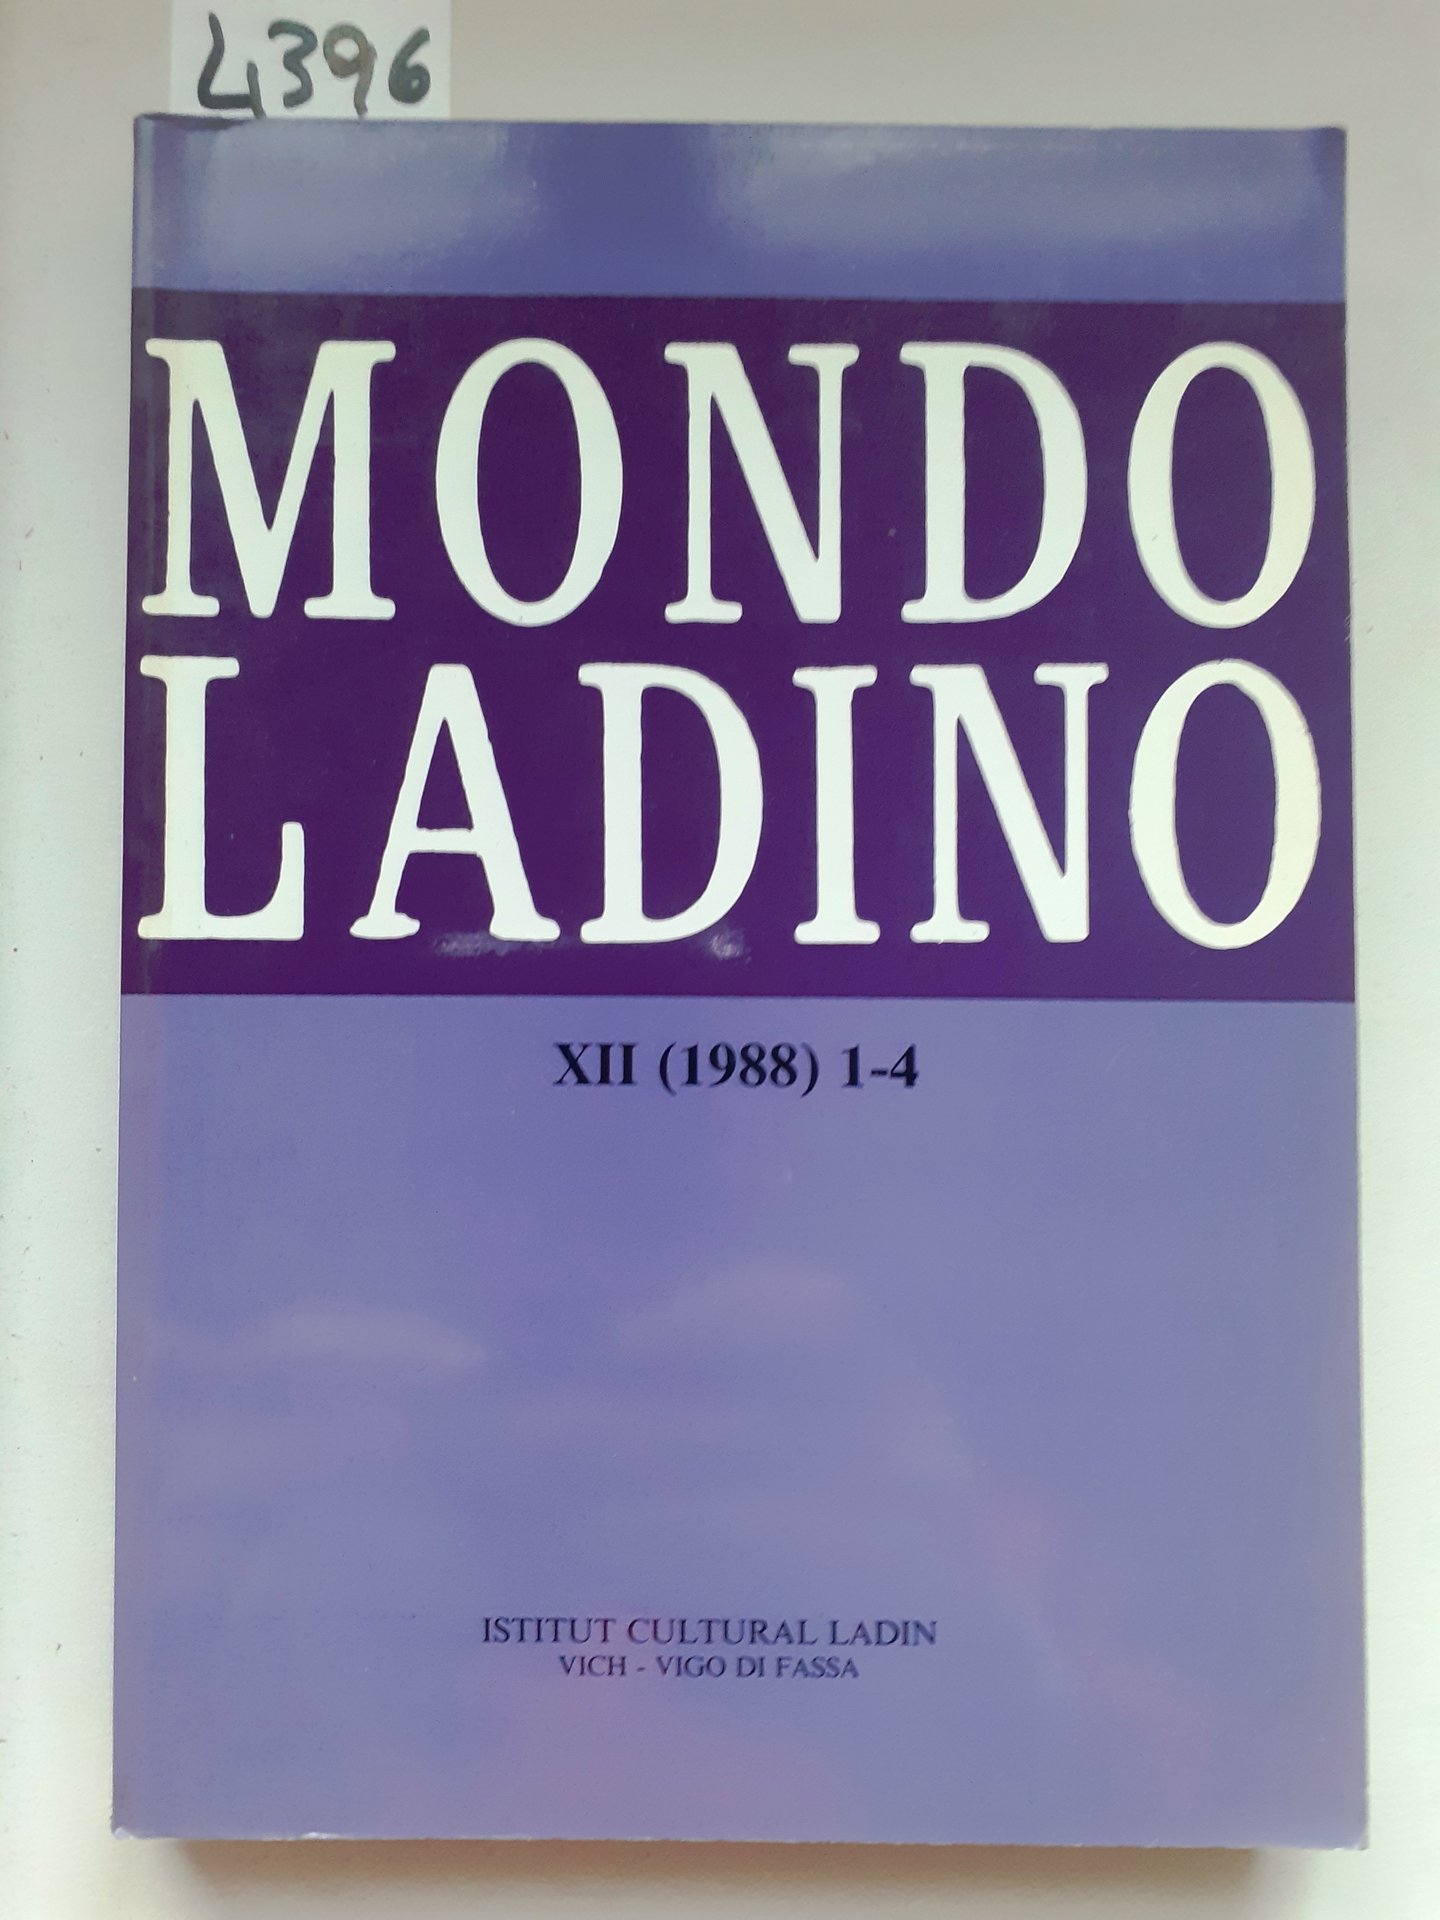 4396
MONDO
LADINO
XII (1988) 1-4
ISTITUT CULTURAL LADIN
VICH - VIGO DI FASSA